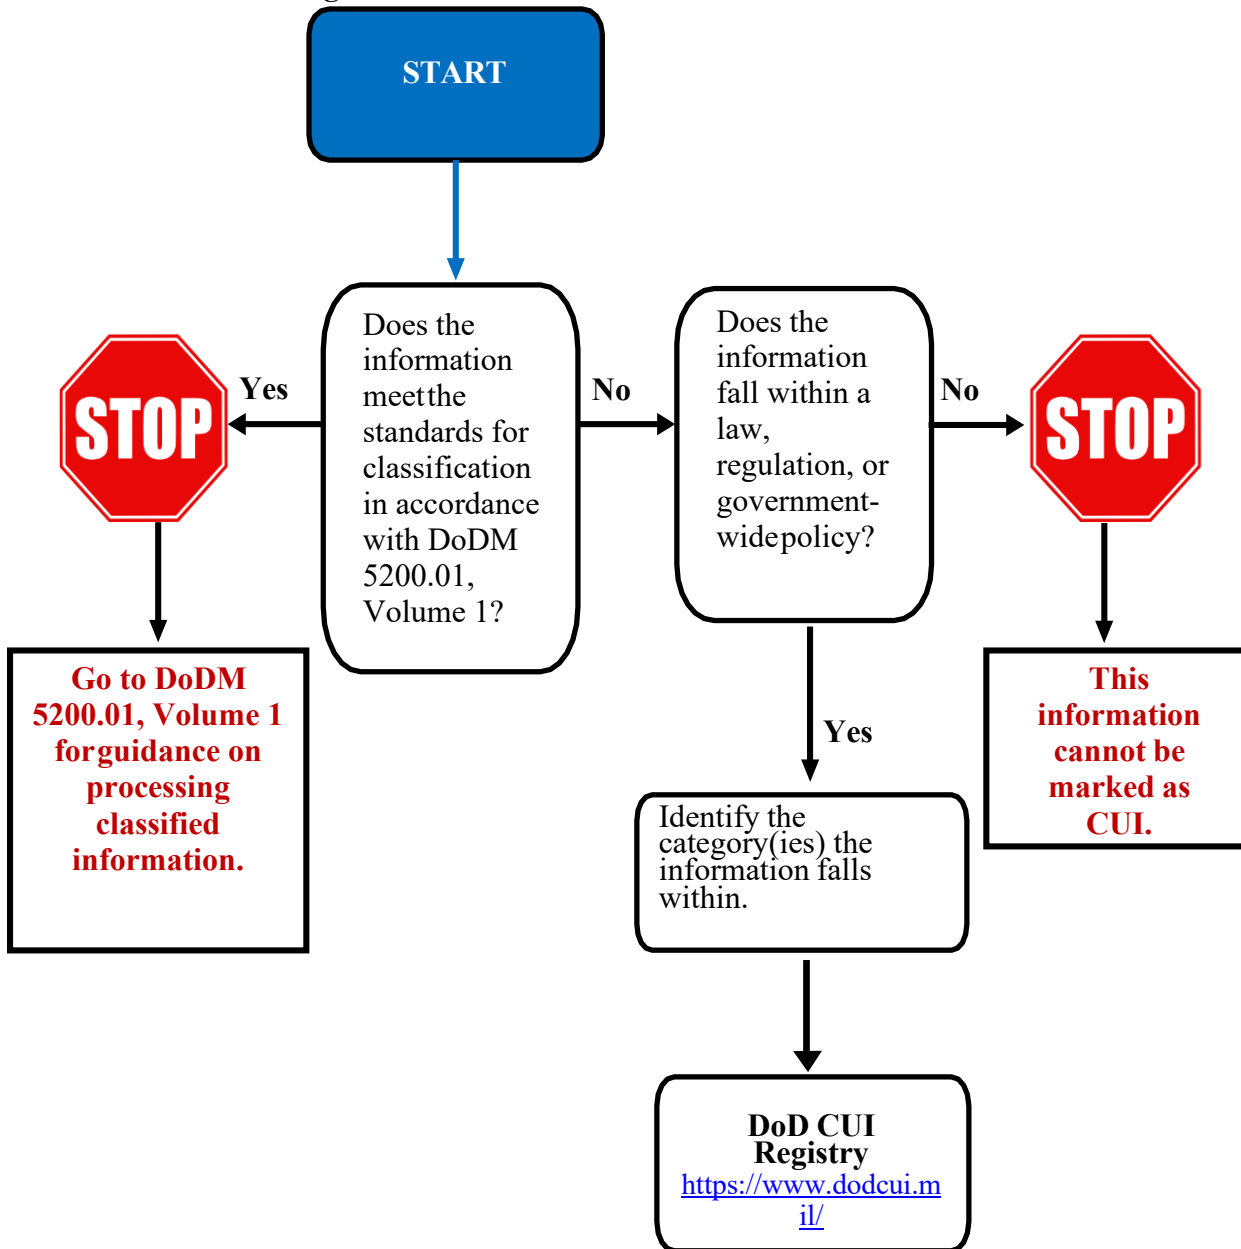 START
Does the
information
meetthe
standards for
classification
in accordance
with DoDM
5200.01,
Volume 1?
Yes
STOP
No
Does the
information
fall within a
law,
regulation, or
government-
widepolicy?
No
STOP
Go to DoDM
5200.01, Volume 1
forguidance on
processing
classified
information.
Yes
This
information
cannot be
marked as
CUI.
Identify the
category(ies) the
information falls
within.
DoD CUI
Registry
https://www.dodcui.m
il/